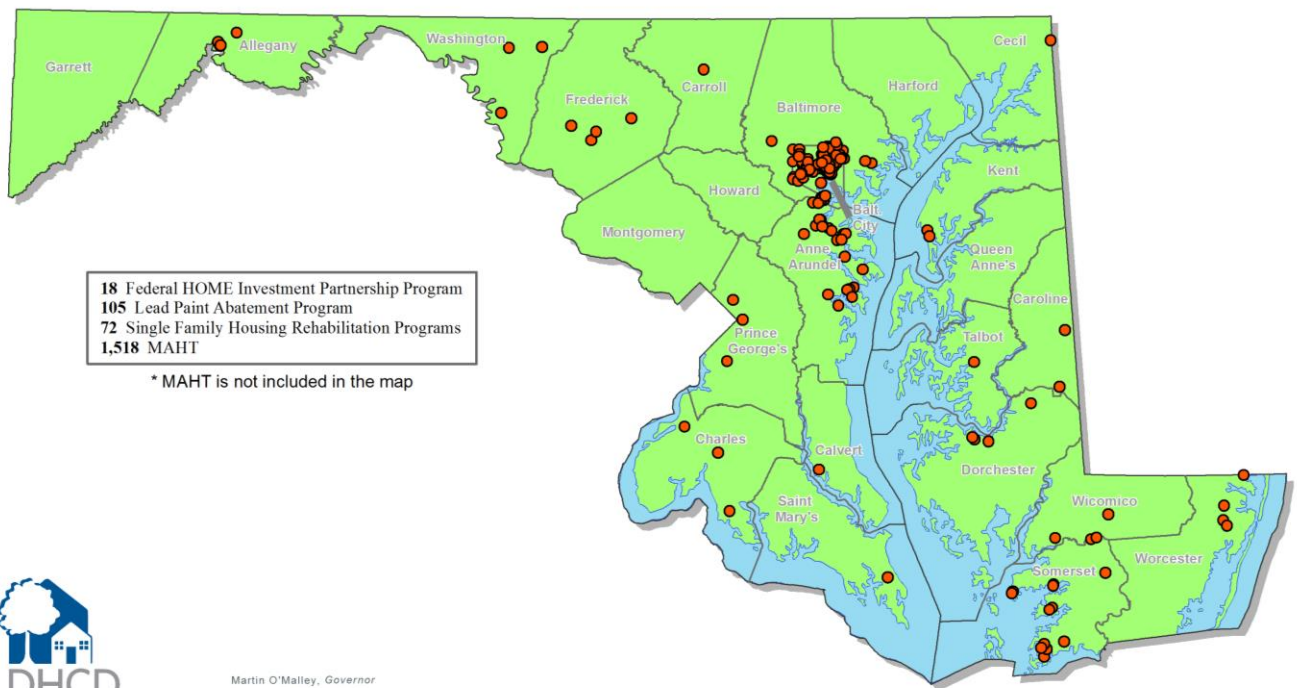 Garrett
Allegany
Washington
Frederick
Carroll
Baltimore
Harford
Cecil
Howard
Montgomery
Balt
City
Kent
Anne
Arundel
Queen
Anne's
Caroline
Talbot
Prince
George's
Charles
Calvert
Saint
Mary's
Dorchester
Wicomico
Somerset
Worcester
18 Federal HOME Investment Partnership Program
105 Lead Paint Abatement Program
72 Single Family Housing Rehabilitation Programs
1,518 MAHT
* MAHT is not included in the map
DHCD
Martin O'Malley, Governor